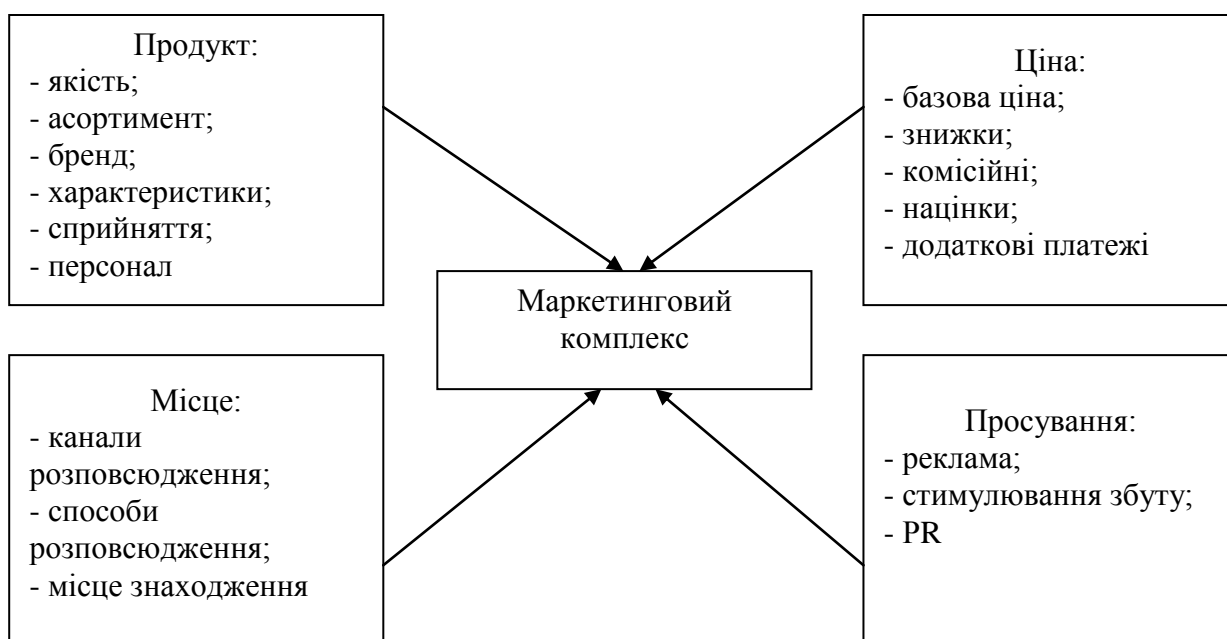 Продукт:
- якість;
- асортимент;
- бренд;
- характеристики;
- сприйняття;
- персонал
Ціна:
- базова ціна;
- знижки;
- комісійні;
- націнки;
- додаткові платежі
Маркетинговий
комплекс
Місце:
- канали
розповсюдження;
- способи
розповсюдження;
- місце знаходження
Просування:
- реклама;
- стимулювання збуту;
- PR